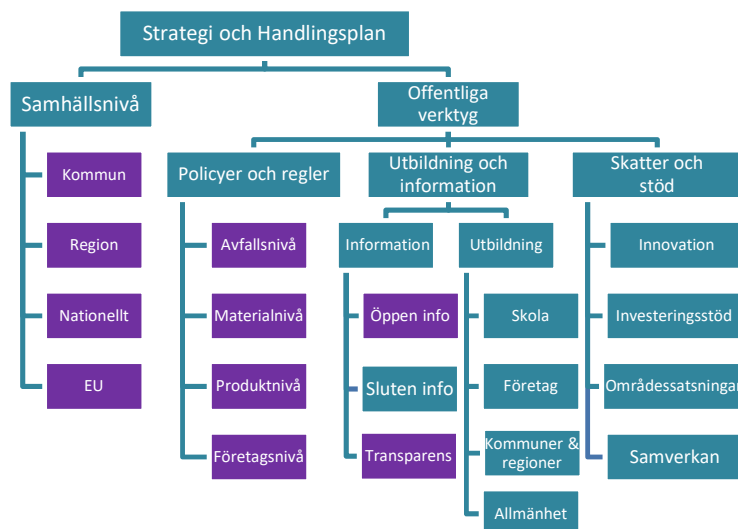 Strategi och Handlingsplan
Samhällsnivå
Offentliga
verktyg
Kommun
Region
Nationellt
EU
Policyer och regler
Utbildning och
information
Skatter och
stöd
Avfallsnivå
Materialnivå
Produktnivå
Företagsnivå
Information
Utbildning
Öppen info
Sluten info
Transparens
Skola
Företag
Kommuner &
regioner
Allmänhet
Innovation
Investeringsstöd
Områdessatsningar
Samverkan